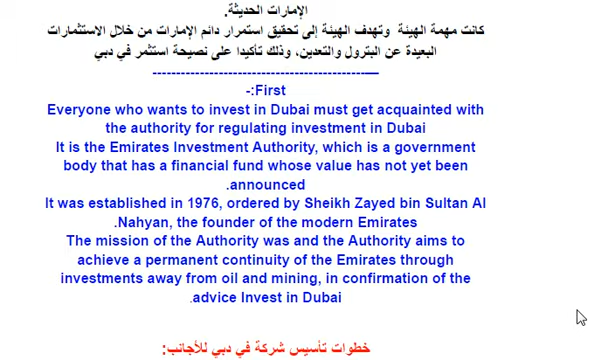 الإمارات الحديثة.
كانت مهمة الهيئة وتهدف الهيئة إلى تحقيق استمرار دائم الإمارات من خلال الاستثمارات
البعيدة عن البترول والتعدين، وذلك تأكيدا على نصيحة استثمر في دبي
ـــ---------------------------------------------
First:-
Everyone who wants to invest in Dubai must get acquainted with
the authority for regulating investment in Dubai
It is the Emirates Investment Authority, which is a government
body that has a financial fund whose value has not yet been
announced.
It was established in 1976, ordered by Sheikh Zayed bin Sultan Al
Nahyan, the founder of the modern Emirates.
The mission of the Authority was and the Authority aims to
achieve a permanent continuity of the Emirates through
investments away from oil and mining, in confirmation of the
advice Invest in Dubai.
خطوات تأسيس شركة في دبي للأجانب: